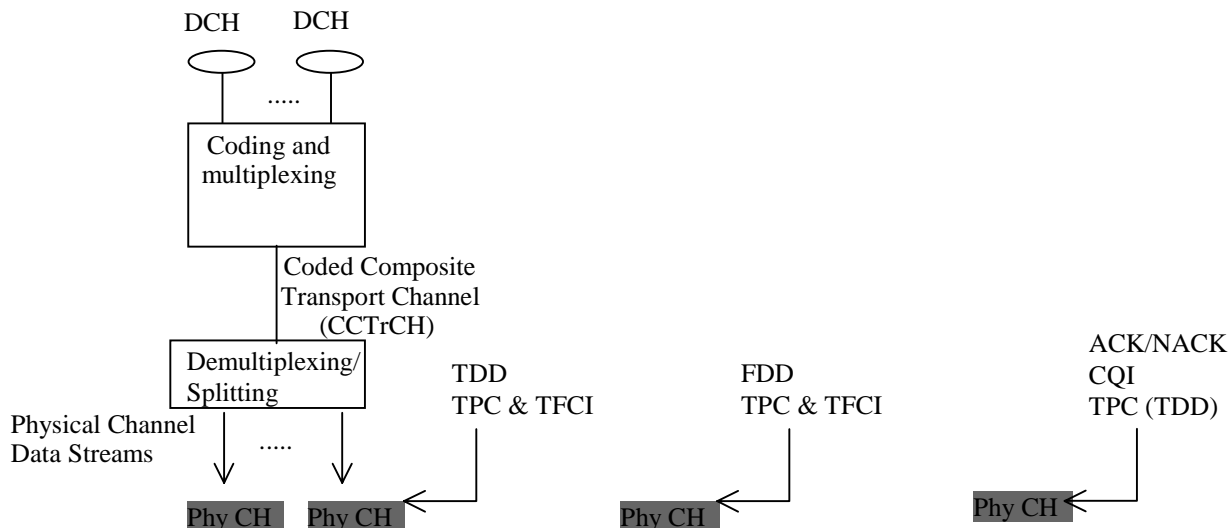 DCH DCH
.....
Coding and
multiplexing
Coded Composite
Transport Channel
(CCTrCH)
Demultiplexing/
Splitting
Physical Channel
Data Streams
.....
TDD
TPC & TFCI
FDD
TPC & TFCI
ACK/NACK
CQI
TPC (TDD)
Phy CH Phy CH Phy CH Phy CH